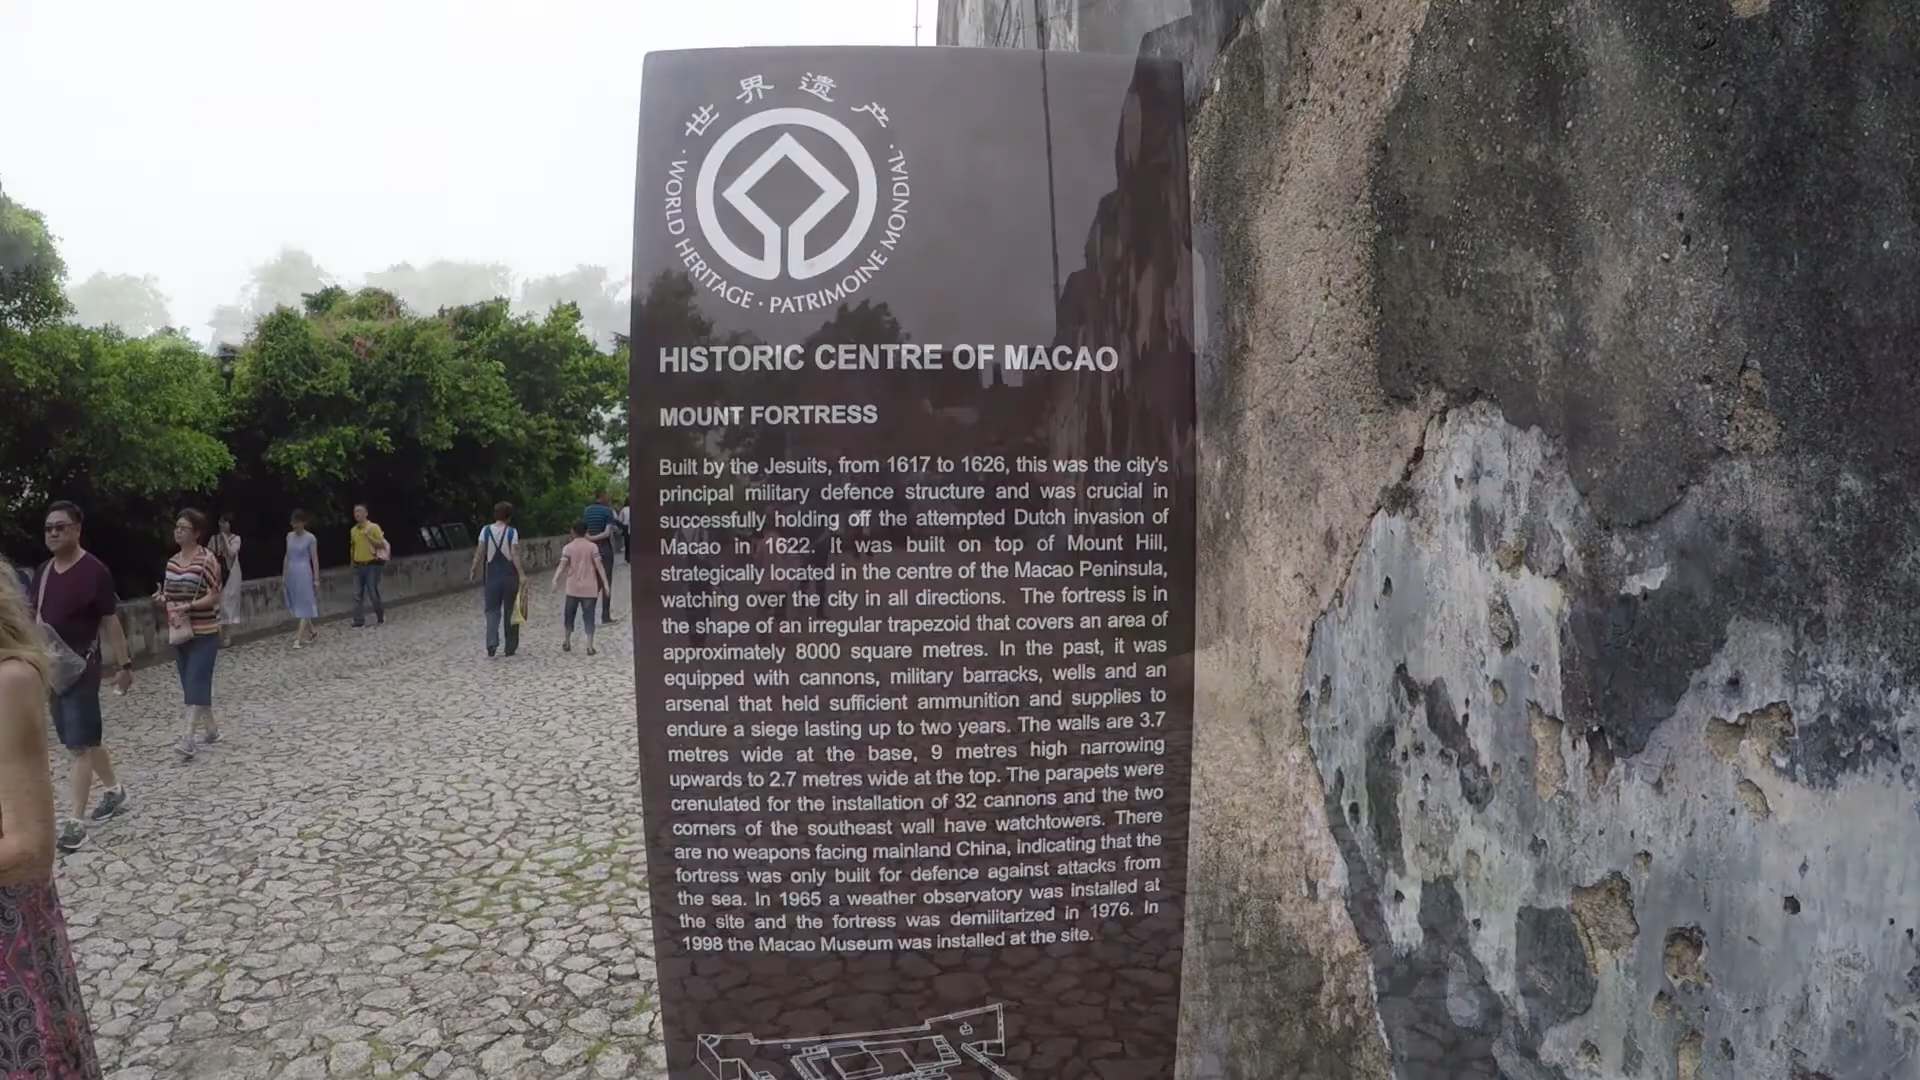 世界遗产
· WORLD HERITAGE · PATRIMOINE MONDIAL ·
HISTORIC CENTRE OF MACAO
MOUNT FORTRESS
Built by the Jesuits, from 1617 to 1626, this was the city's
principal military defence structure and was crucial in
successfully holding off the attempted Dutch invasion of
Macao in 1622. It was built on top of Mount Hill,
strategically located in the centre of the Macao Peninsula,
watching over the city in all directions. The fortress is in
the shape of an irregular trapezoid that covers an area of
approximately 8000 square metres. In the past, it was
equipped with cannons, military barracks, wells and an
arsenal that held sufficient ammunition and supplies to
endure a siege lasting up to two years. The walls are 3.7
metres wide at the base, 9 metres high narrowing
upwards to 2.7 metres wide at the top. The parapets were
crenulated for the installation of 32 cannons and the two
corners of the southeast wall have watchtowers. There
are no weapons facing mainland China, indicating that the
fortress was only built for defence against attacks from
the sea. In 1965 a weather observatory was installed at
the site and the fortress was demilitarized in 1976. In
1998 the Macao Museum was installed at the site.